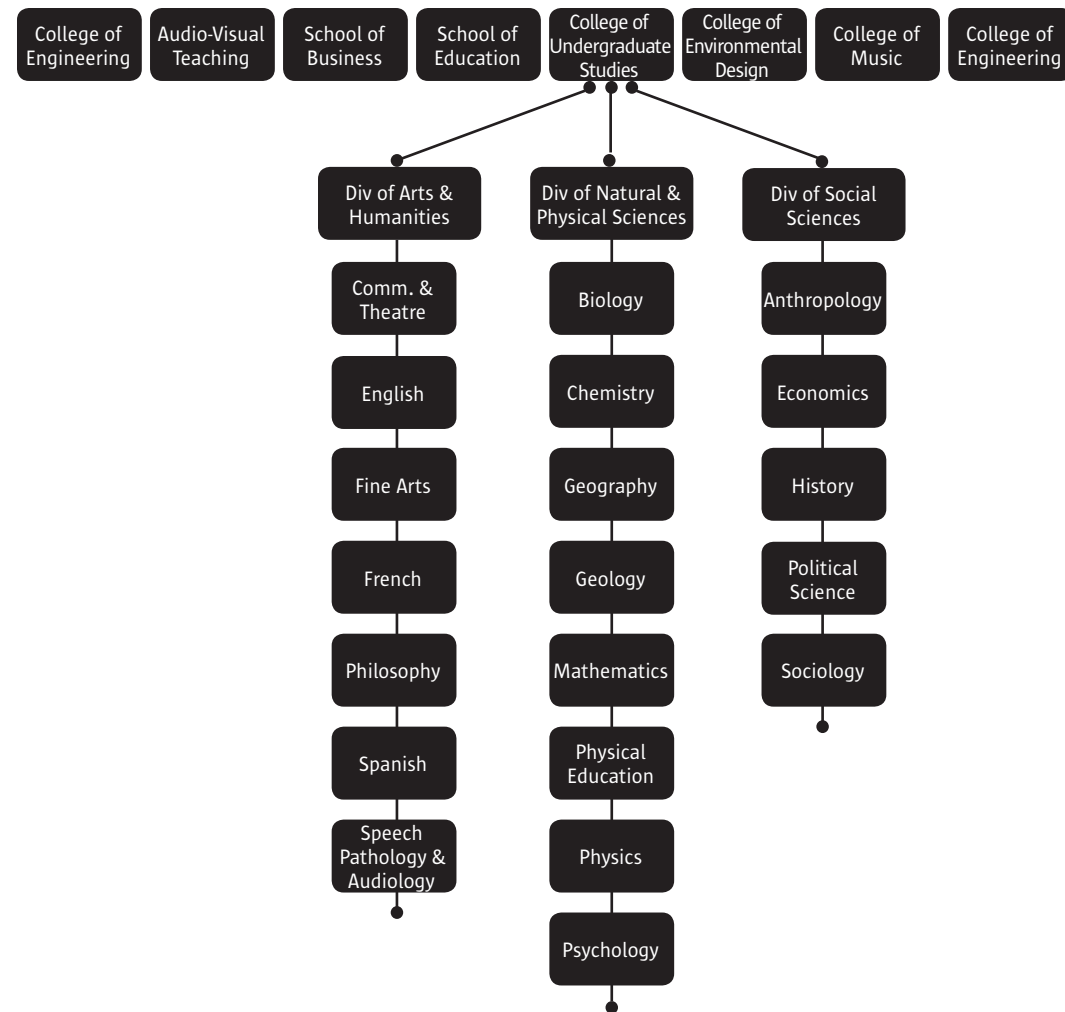 College of
Engineering
Audio-Visual
Teaching
School of
Business
School of
Education
College of
Undergraduate
Studies
College of
Environmental
Design
College of
Music
College of
Engineering
Div of Arts &
Humanities
Comm. &
Theatre
English
Fine Arts
French
Philosophy
Spanish
Speech
Pathology &
Audiology
Div of Natural &
Physical Sciences
Biology
Chemistry
Geography
Geology
Mathematics
Physical
Education
Physics
Psychology
Div of Social
Sciences
Anthropology
Economics
History
Political
Science
Sociology